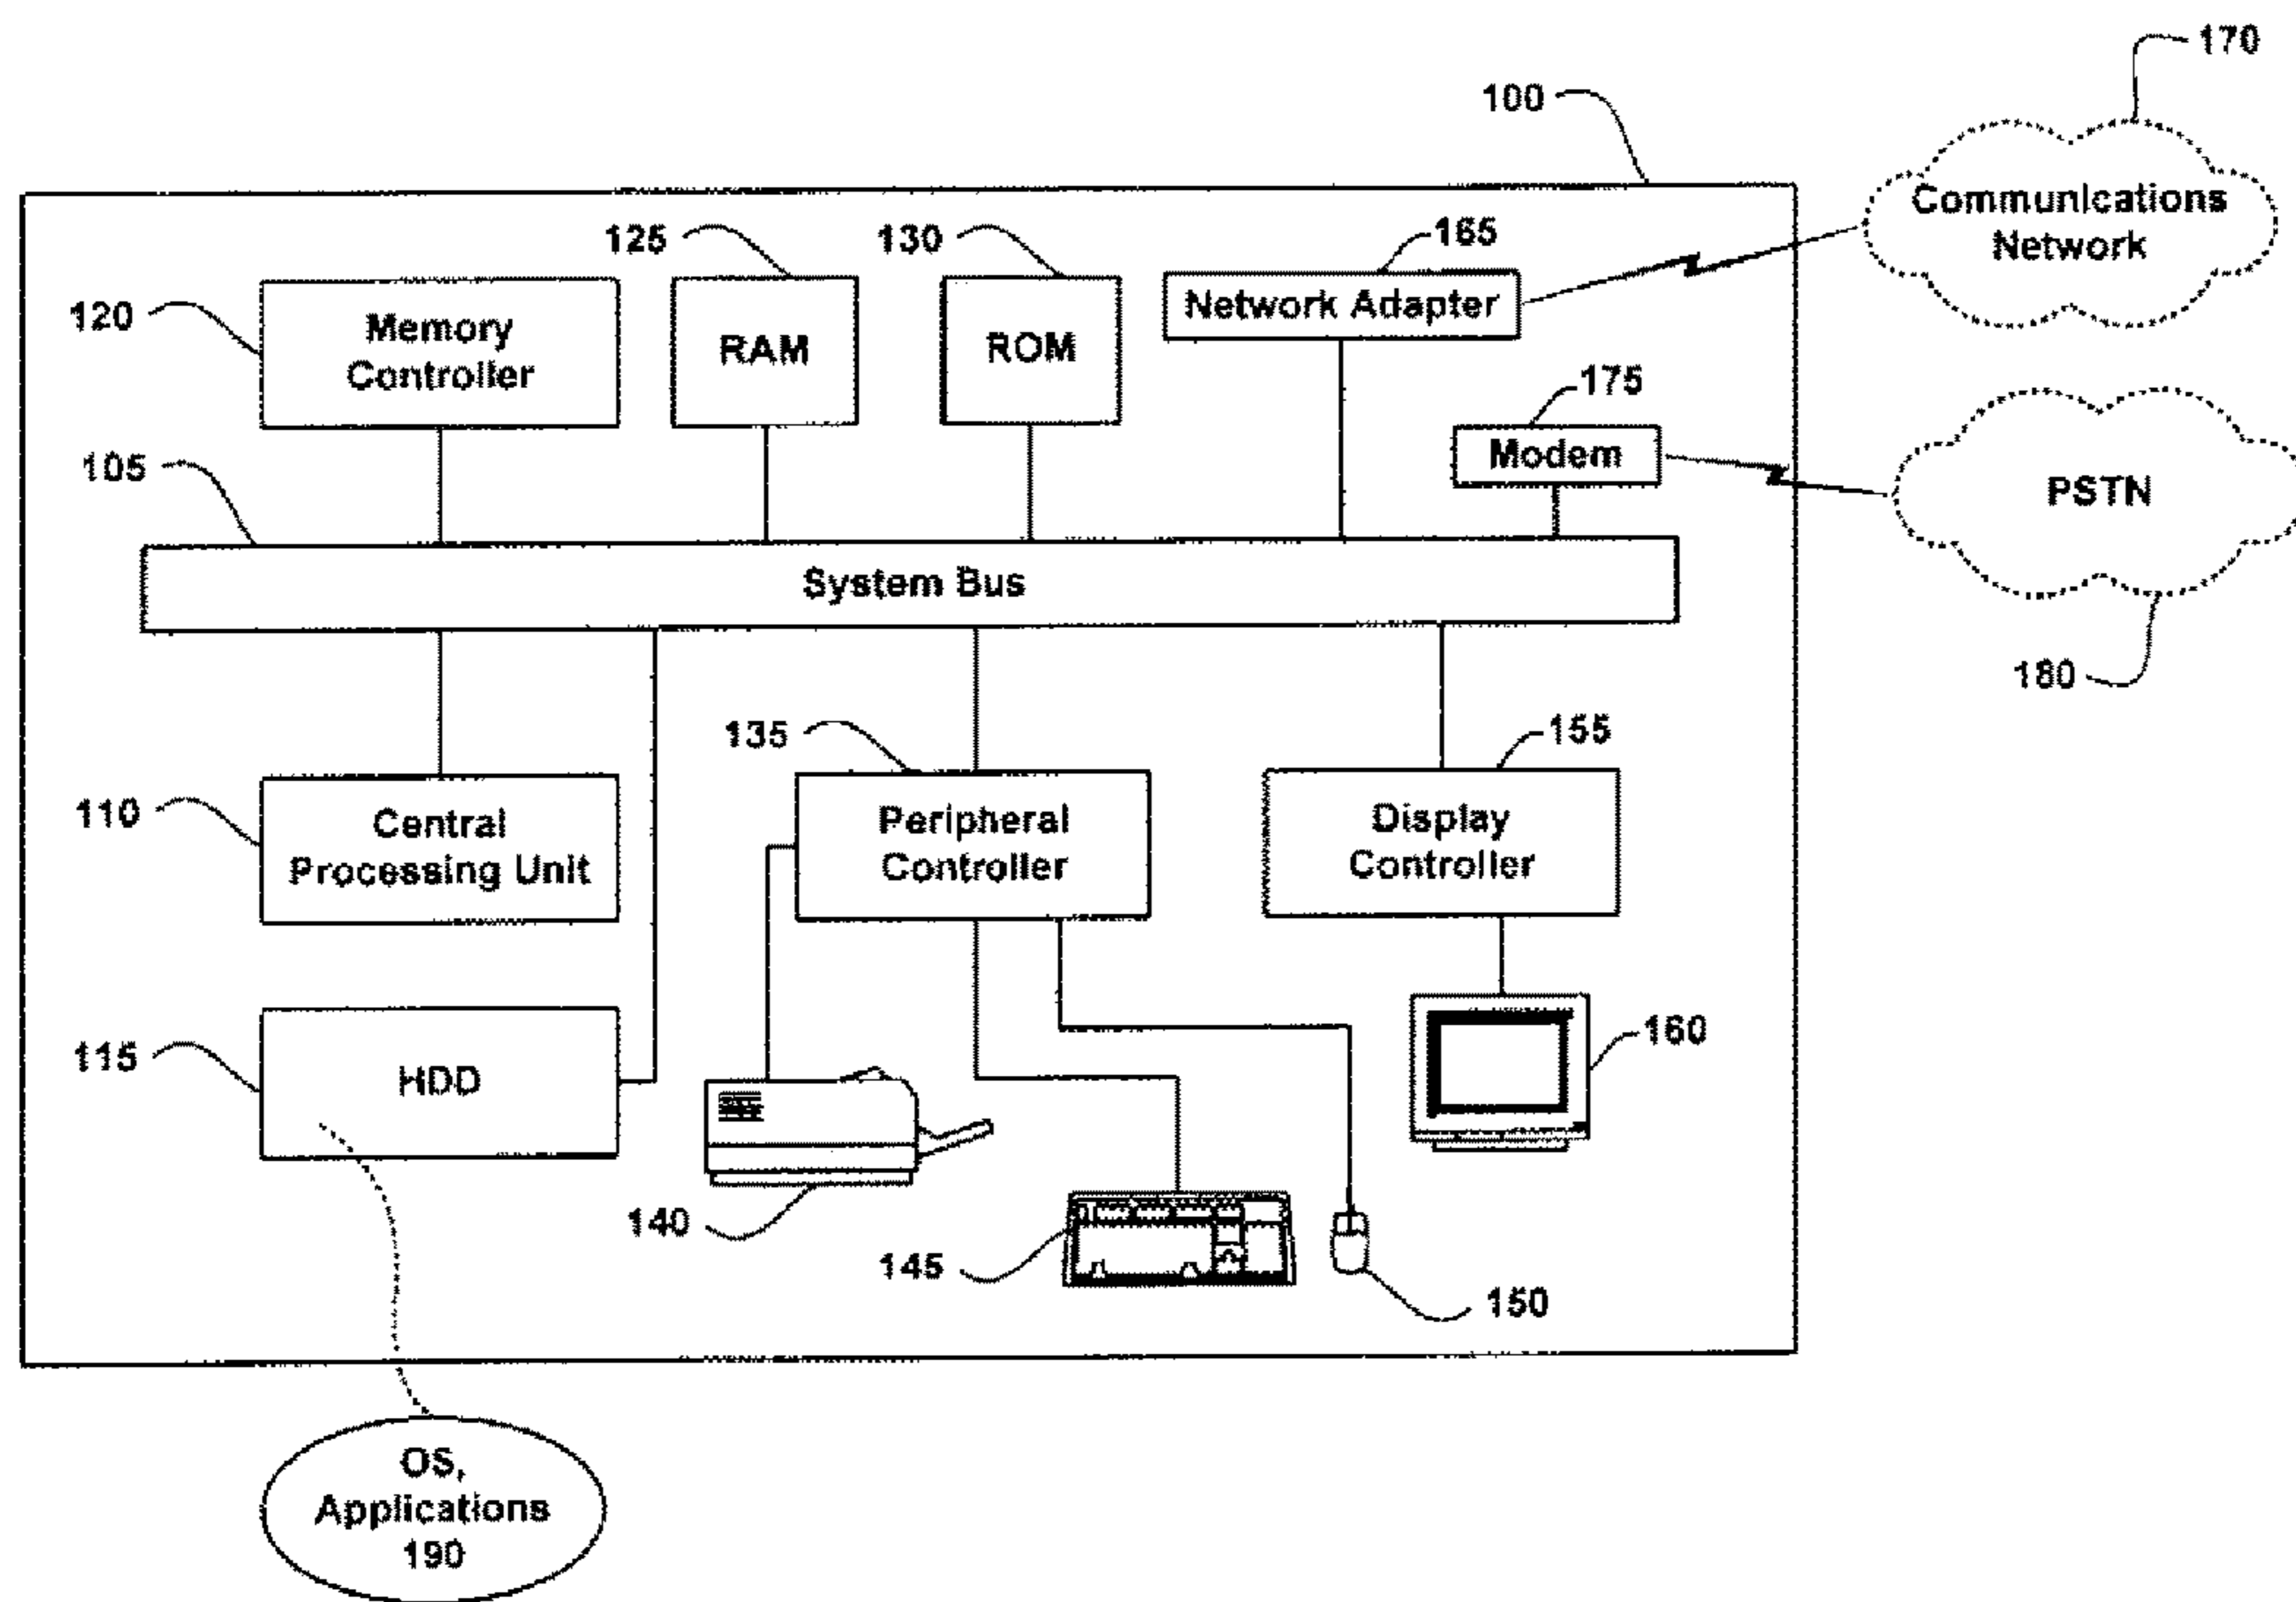 170
100
Communications
Network
125
130
165
120
Memory
Controller
RAM
ROM
Network Adapter
175
105
Modem
PSTN
System Bus
180
135
155
110
Central
Processing Unit
Peripheral
Controller
Display
Controller
115
HDD
160
140
145
150
OS,
Applications
190